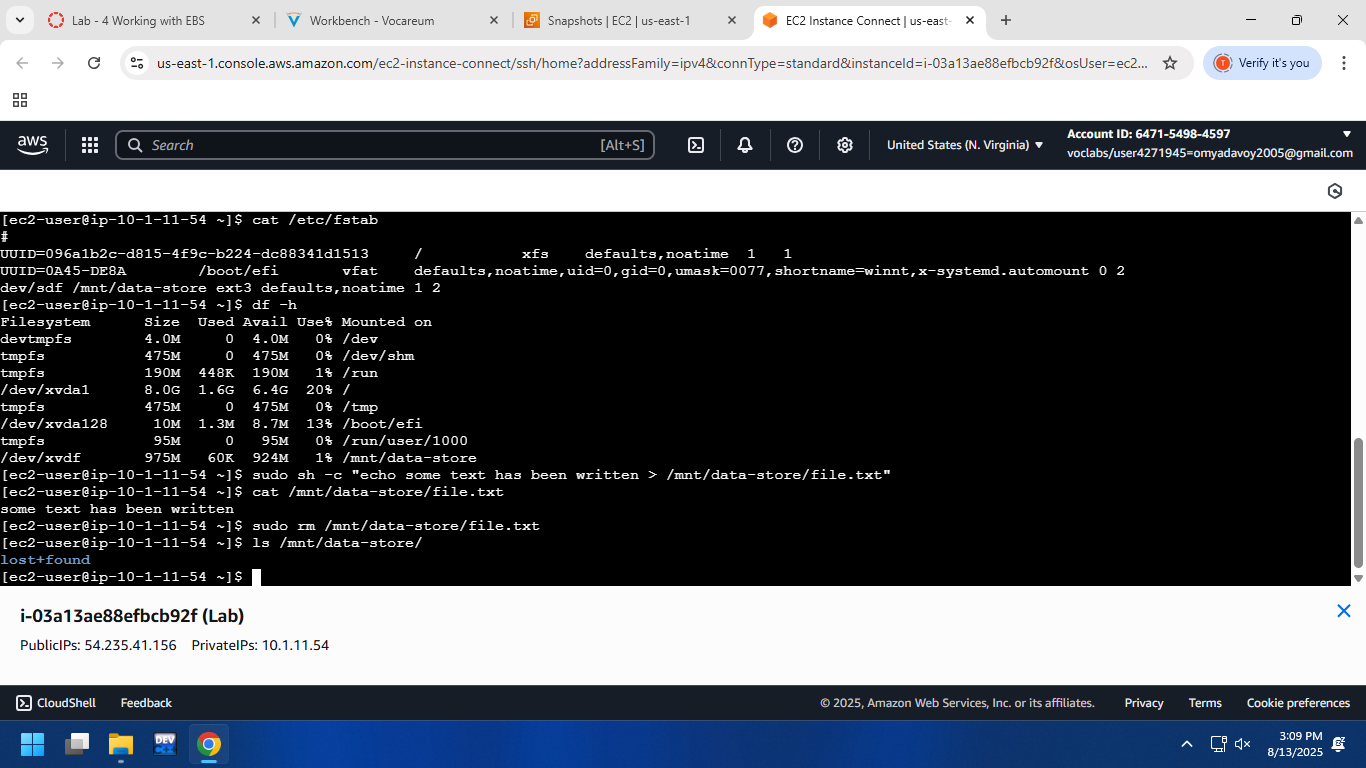 Lab - 4 Working with EBS
Workbench - Vocareum
Snapshots | EC2 | us-east-1
EC2 Instance Connect | us-east-
us-east-1.console.aws.amazon.com/ec2-instance-connect/ssh/home?addressFamily=ipv4&connType=standard&instanceId=i-03a13ae88efbcb92f&osUser=ec2...
T
Verify it's you
aws
Search
[Alt+S]
United States (N. Virginia)
Account ID: 6471-5498-4597
voclabs/user4271945=omyadavoy2005@gmail.com
[ec2-user@ip-10-1-11-54 ~]$ cat /etc/fstab
#
UUID=096a1b2c-d815-4f9c-b224-dc88341d1513     /           xfs    defaults,noatime  1   1
UUID=0A45-DE8A        /boot/efi       vfat    defaults,noatime,uid=0,gid=0,umask=0077,shortname=winnt,x-systemd.automount 0 2
dev/sdf /mnt/data-store ext3 defaults,noatime 1 2
[ec2-user@ip-10-1-11-54 ~]$ df -h
Filesystem      Size  Used Avail Use% Mounted on
devtmpfs        4.0M     0  4.0M   0% /dev
tmpfs           475M     0  475M   0% /dev/shm
tmpfs           190M  448K  190M   1% /run
/dev/xvda1      8.0G  1.6G  6.4G  20% /
tmpfs           475M     0  475M   0% /tmp
/dev/xvda128     10M  1.3M  8.7M  13% /boot/efi
tmpfs            95M     0   95M   0% /run/user/1000
/dev/xvdf       975M   60K  924M   1% /mnt/data-store
[ec2-user@ip-10-1-11-54 ~]$ sudo sh -c "echo some text has been written > /mnt/data-store/file.txt"
[ec2-user@ip-10-1-11-54 ~]$ cat /mnt/data-store/file.txt
some text has been written
[ec2-user@ip-10-1-11-54 ~]$ sudo rm /mnt/data-store/file.txt
[ec2-user@ip-10-1-11-54 ~]$ ls /mnt/data-store/
lost+found
[ec2-user@ip-10-1-11-54 ~]$
i-03a13ae88efbcb92f (Lab)
PublicIPs: 54.235.41.156 PrivateIPs: 10.1.11.54
CloudShell
Feedback
© 2025, Amazon Web Services, Inc. or its affiliates.
Privacy
Terms
Cookie preferences
DEV
3:09 PM
8/13/2025